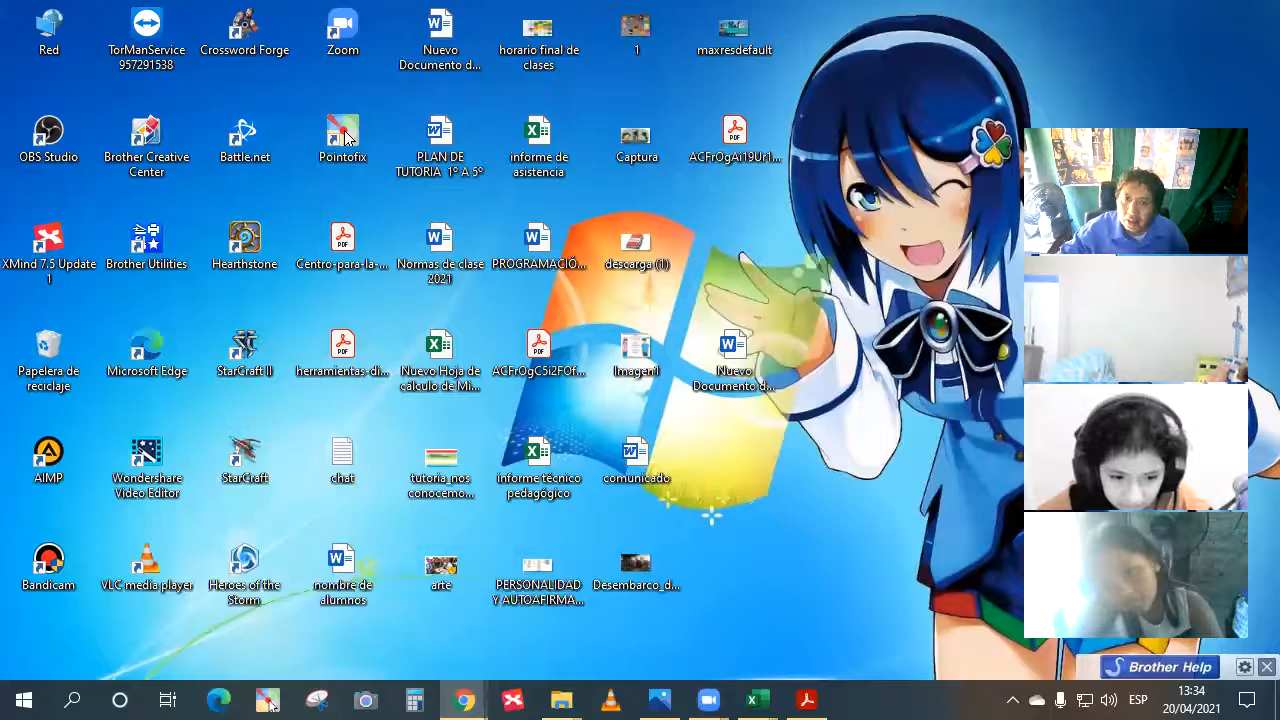 Red
TorManService
957291538
Crossword Forge
Zoom
Nuevo
Documento d...
horario final de
clases
1
maxresdefault
OBS Studio
Brother Creative
Center
Battle.net
Pointofix
PLAN DE
TUTORIA 1º A 5º
informe de
asistencia
Captura
ACFrOgAi19Ur1...
XMind 7.5 Update
1
Brother Utilities
Hearthstone
Centro-para-la-...
Normas de clase
2021
PROGRAMACIÓ...
descarga (1)
Papelera de
reciclaje
Microsoft Edge
StarCraft II
herramientas-di...
Nuevo Hoja de
cálculo de Mi...
ACFrOgC5i2FOf...
Imagen1
Nuevo
Documento d...
AIMP
Wondershare
Video Editor
StarCraft
chat
tutoria_nos
conocemo...
informe técnico
pedagógico
comunicado
Bandicam
VLC media player
Heroes of the
Storm
nombre de
alumnos
arte
PERSONALIDAD
Y AUTOAFIRMA...
Desembarco_d...
Brother Help
ESP
13:34
20/04/2021